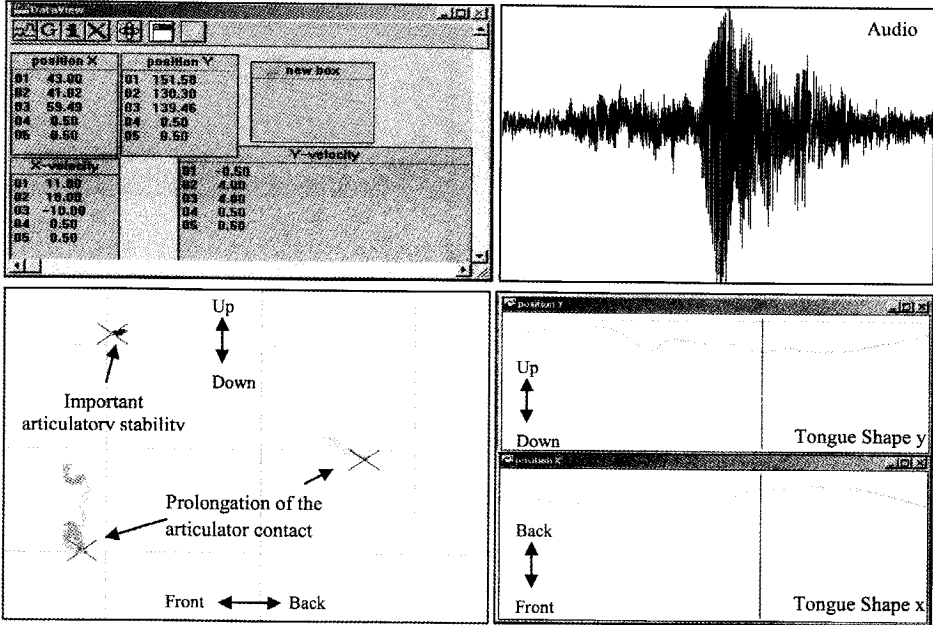 DataView
position X
01 43.00
02 41.02
03 59.49
04 0.50
05 0.50
position Y
01 151.50
02 130.30
03 139.46
04 0.50
05 0.50
new box
X-velocity
01 11.00
02 10.00
03 -10.00
04 0.50
05 0.50
Y-velocity
01 -0.50
02 4.00
03 4.00
04 0.50
05 0.50
Audio
Up
Down
Important
articulatory stability
Prolongation of the
articulator contact
Front
Back
position Y
Up
Down
Tongue Shape y
position X
Back
Front
Tongue Shape x